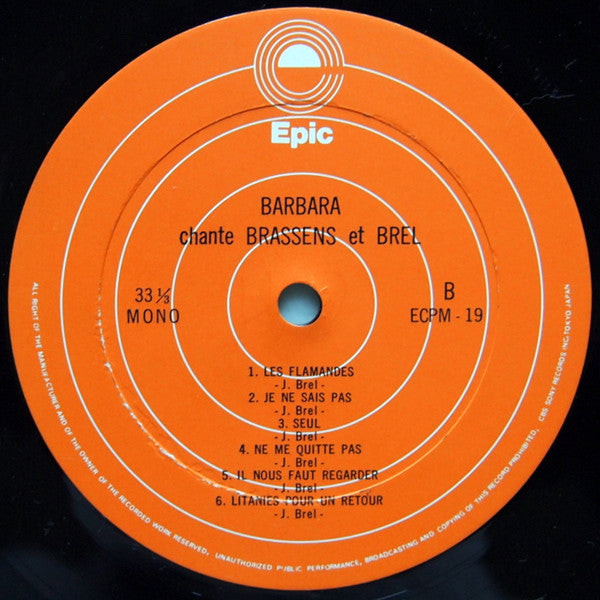 Epic
BARBARA
chante BRASSENS et BREL
33 ⅓
MONO
B
ECPM - 19
1. LES FLAMANDES
- J. Brel -
2. JE NE SAIS PAS
- J. Brel -
3. SEUL
- J. Brel -
4. NE ME QUITTE PAS
- J. Brel -
5. IL NOUS FAUT REGARDER
- J. Brel -
6. LITANIES POUR UN RETOUR
- J. Brel -
ALL RIGHT OF THE MANUFACTURER AND OF THE OWNER OF THE RECORDED WORK RESERVED. UNAUTHORIZED PUBLIC PERFORMANCE, BROADCASTING AND COPYING OF THIS RECORD PROHIBITED. CBS SONY RECORDS INC/TOKYO JAPAN